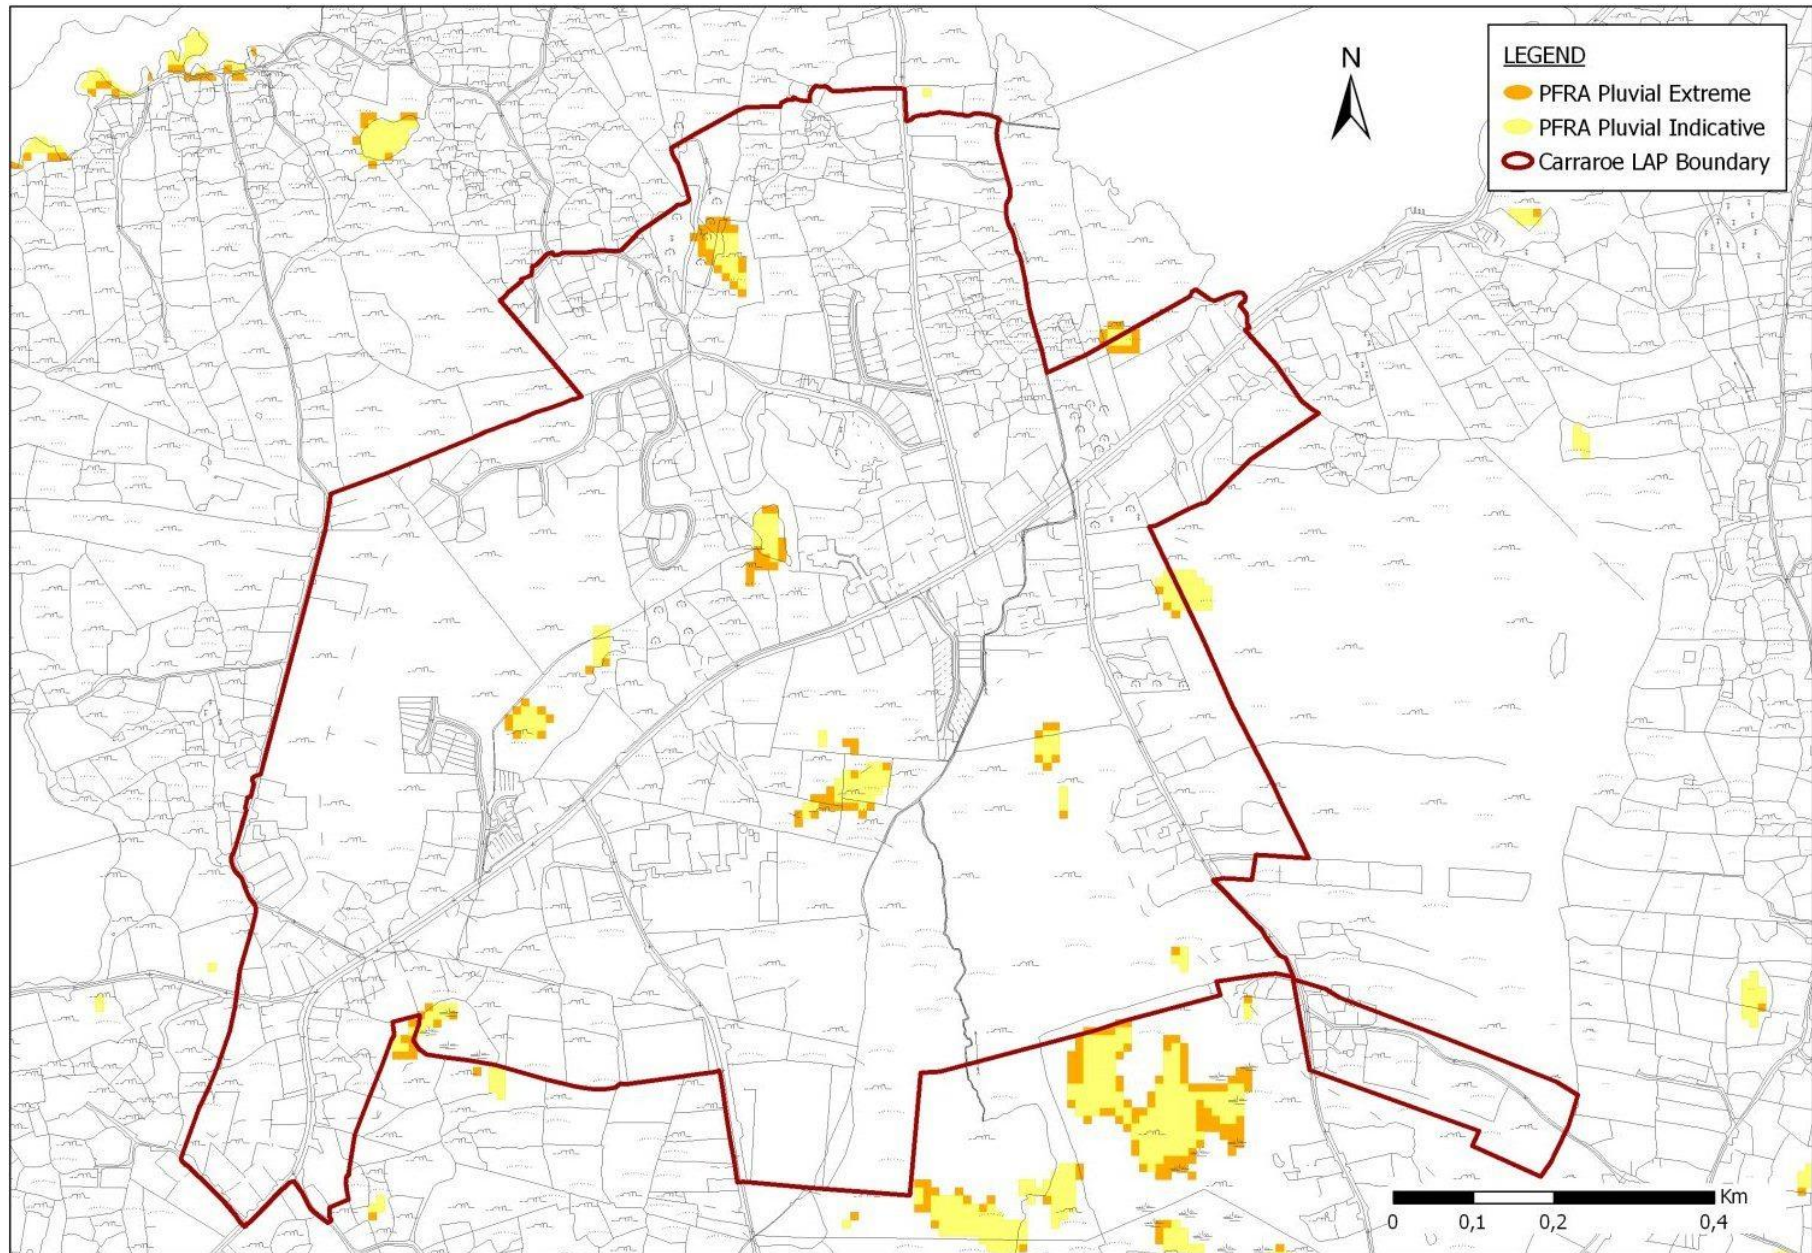 N
LEGEND
PFRA Pluvial Extreme
PFRA Pluvial Indicative
Carraroe LAP Boundary
Km
0 0,1 0,2 0,4